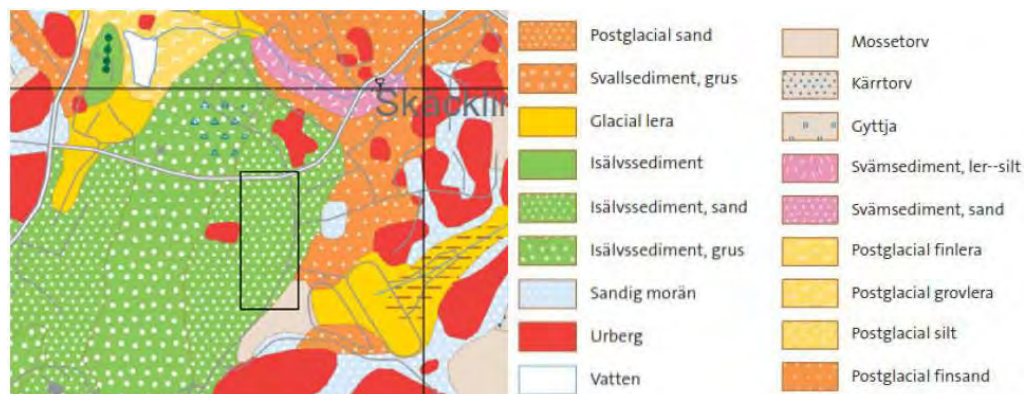 Postglacial sand
Svallsediment, grus
Glacial lera
Isälvssediment
Isälvssediment, sand
Isälvssediment, grus
Sandig morän
Urberg
Vatten
Mossetorv
Kärrtorv
Gyttja
Svämsediment, ler--silt
Svämsediment, sand
Postglacial finlera
Postglacial grovlera
Postglacial silt
Postglacial finsand